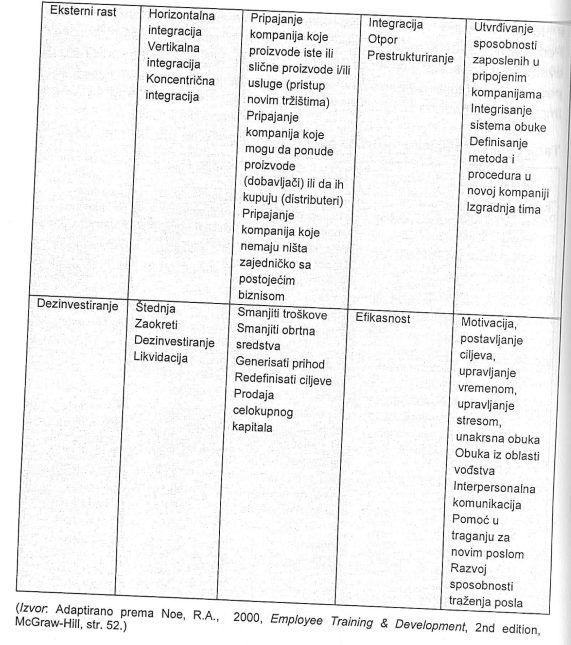 Eksterni rast
Horizontalna
integracija
Vertikalna
integracija
Koncentrična
integracija
Pripajanje
kompanija koje
proizvode iste ili
slične proizvode i/ili
usluge (pristup
novim tržištima)
Pripajanje
kompanija koje
mogu da ponude
proizvode
(dobavljači) ili da ih
kupuju (distributeri)
Pripajanje
kompanija koje
nemaju ništa
zajedničko sa
postojećim
biznisom
Integracija
Otpor
Prestrukturiranje
Utvrđivanje
sposobnosti
zaposlenih u
pripojenim
kompanijama
Integrisanje
sistema obuke
Definisanje
metoda i
procedura u
novoj kompaniji
Izgradnja tima
Dezinvestiranje
Štednja
Zaokreti
Dezinvestiranje
Likvidacija
Smanjiti troškove
Smanjiti obrtna
sredstva
Generisati prihod
Redefinisati ciljeve
Prodaja
celokupnog
kapitala
Efikasnost
Motivacija,
postavljanje
ciljeva,
upravljanje
vremenom,
upravljanje
stresom,
unakrsna obuka
Obuka iz oblasti
vođstva
Interpersonalna
komunikacija
Pomoć u
traganju za
novim poslom
Razvoj
sposobnosti
traženja posla
(Izvor: Adaptirano prema Noe, R.A., 2000, Employee Training & Development, 2nd edition,
McGraw-Hill, str. 52.)